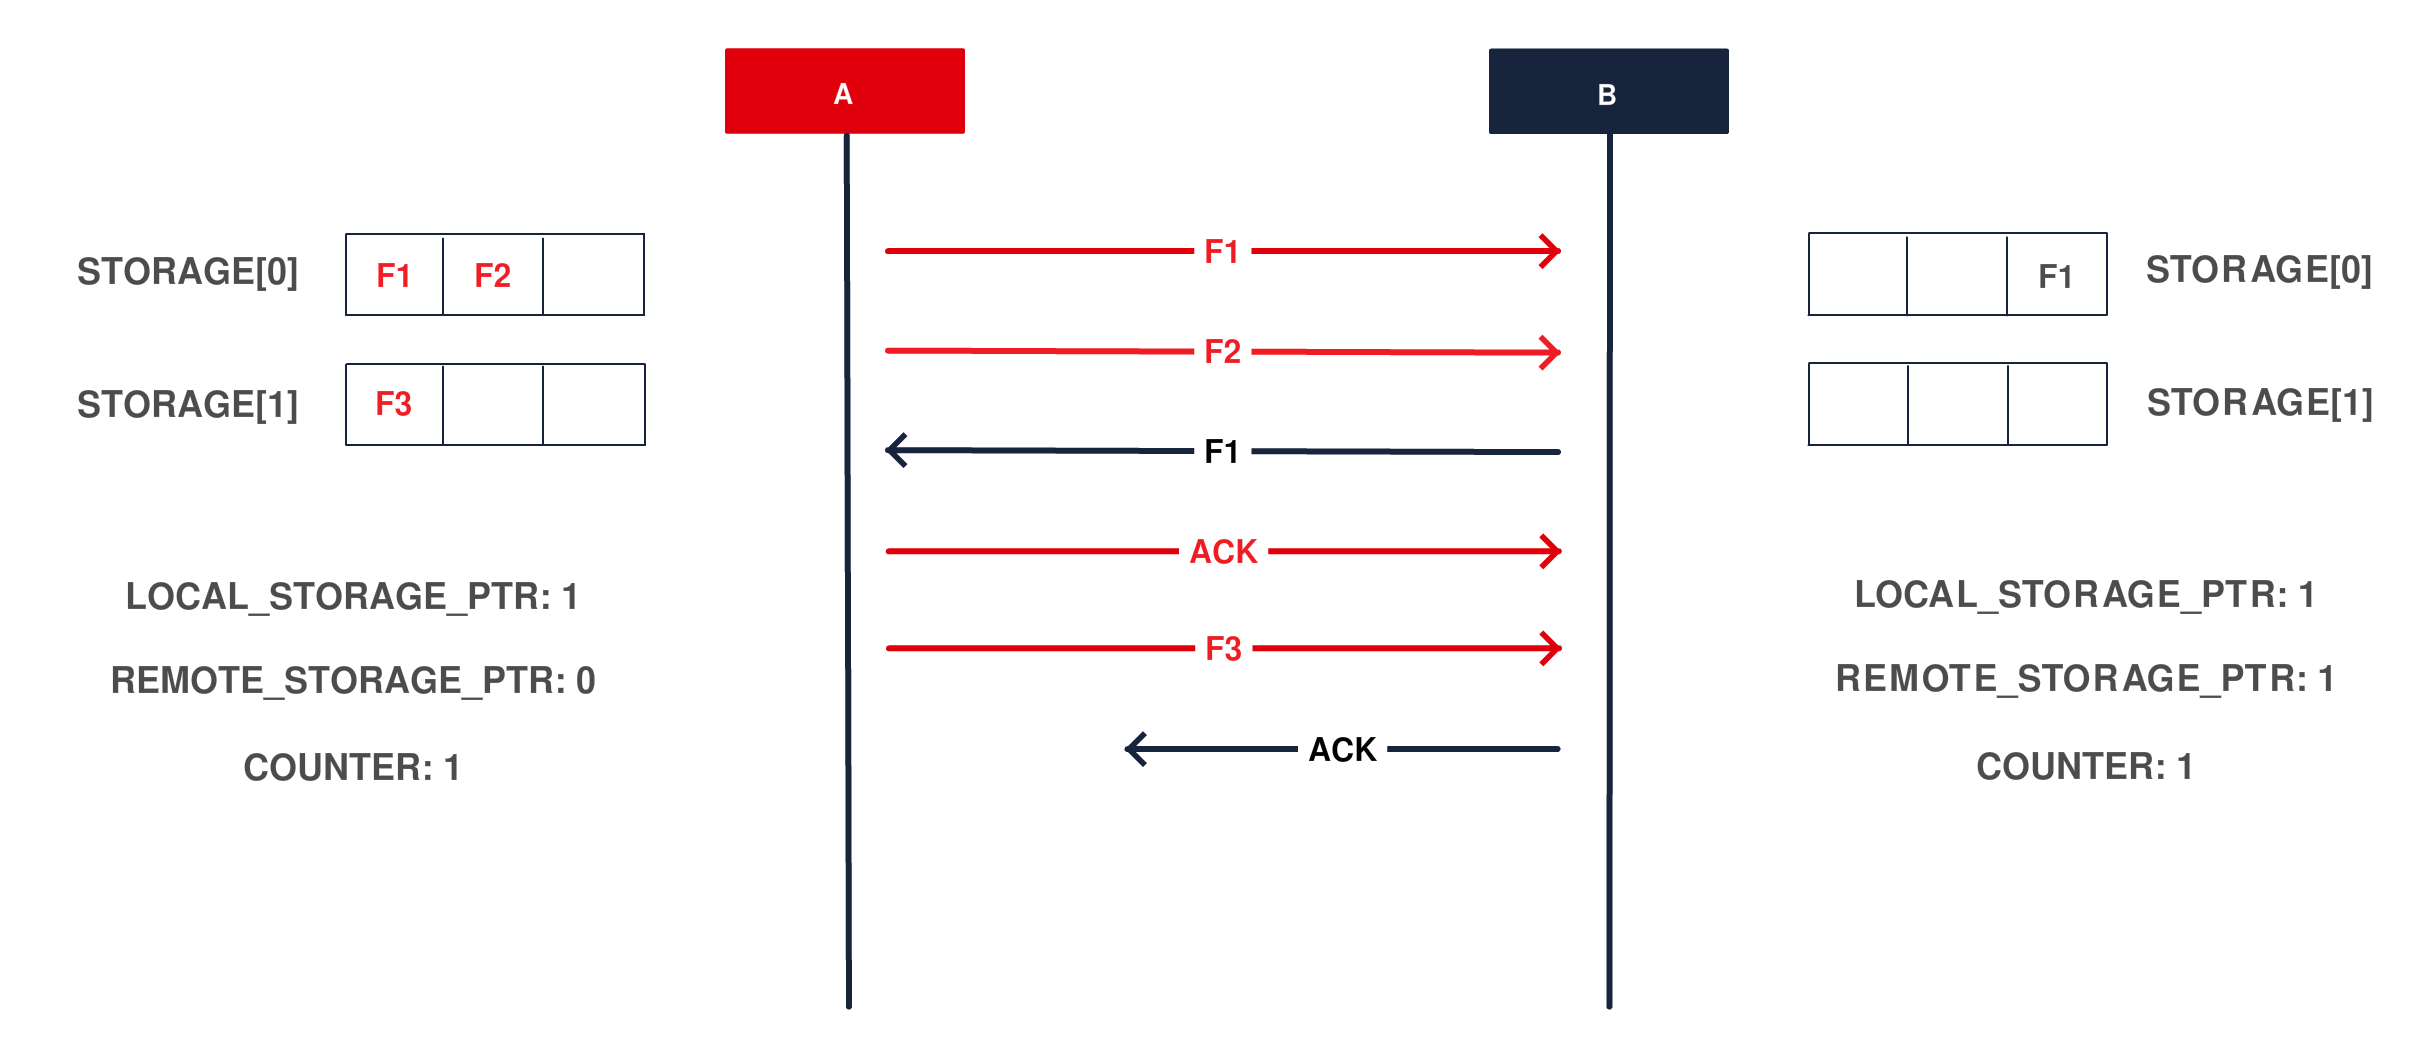 A
B
STORAGE[0]
F1
F2
STORAGE[1]
F3
LOCAL_STORAGE_PTR: 1
REMOTE_STORAGE_PTR: 0
COUNTER: 1
F1
F2
F1
ACK
F3
ACK
F1
STORAGE[0]
STORAGE[1]
LOCAL_STORAGE_PTR: 1
REMOTE_STORAGE_PTR: 1
COUNTER: 1